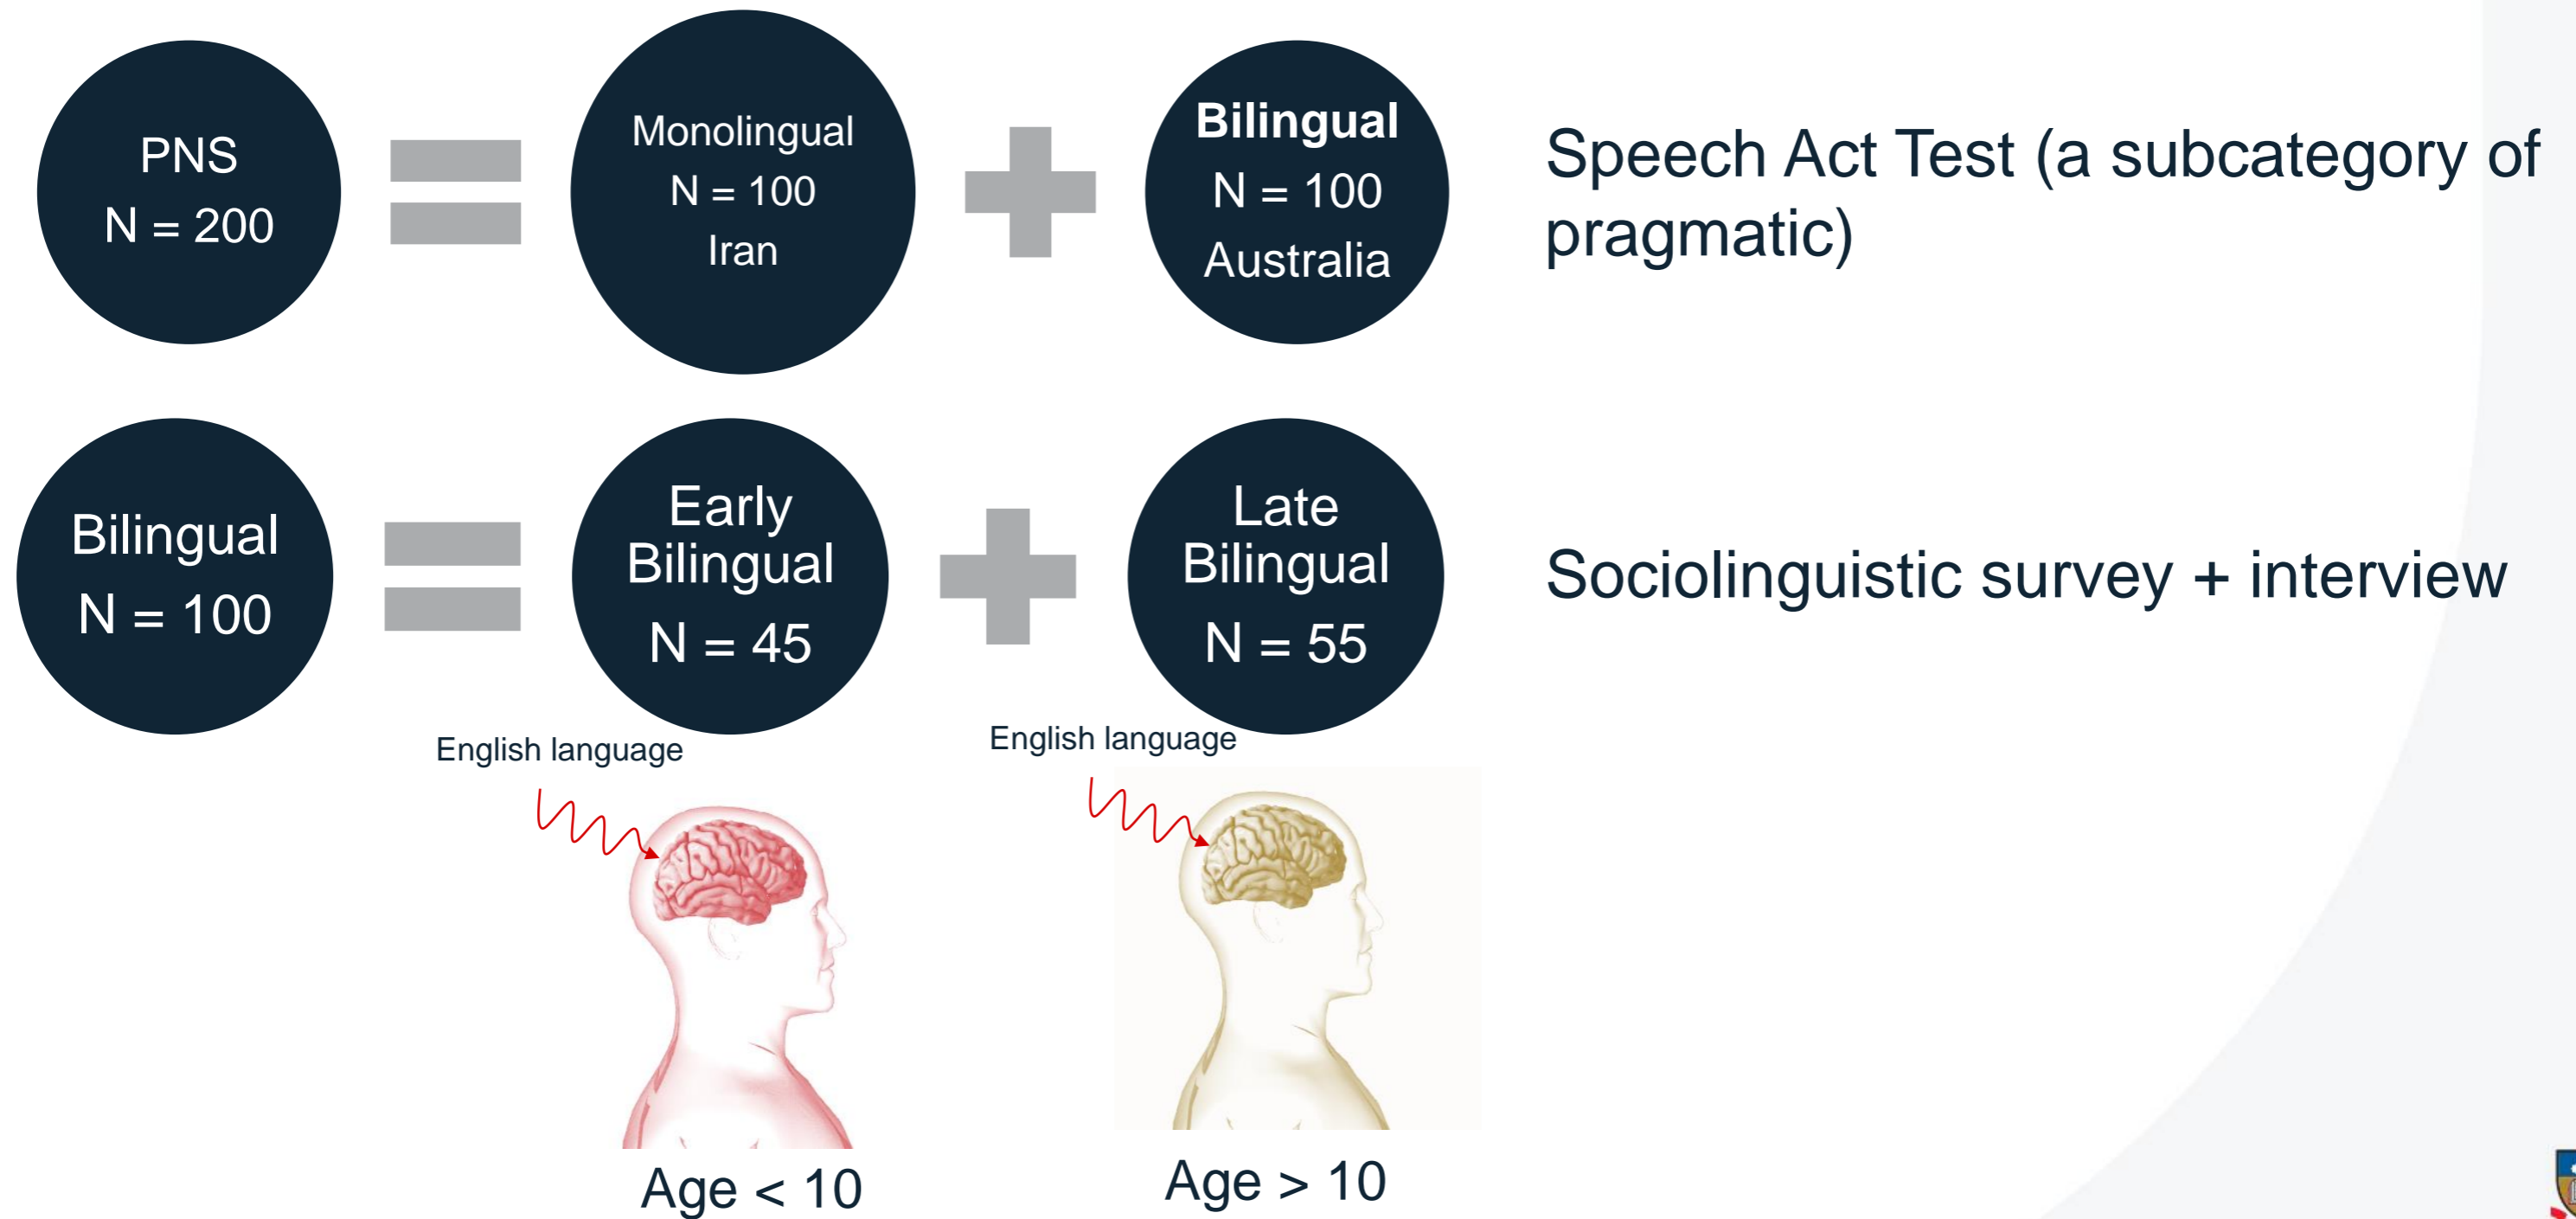 PNS
N = 200
Monolingual
N = 100
Iran
Bilingual
N = 100
Australia
Speech Act Test (a subcategory of
pragmatic)
Bilingual
N = 100
Early
Bilingual
N = 45
Late
Bilingual
N = 55
Sociolinguistic survey + interview
English language
English language
Age < 10
Age > 10